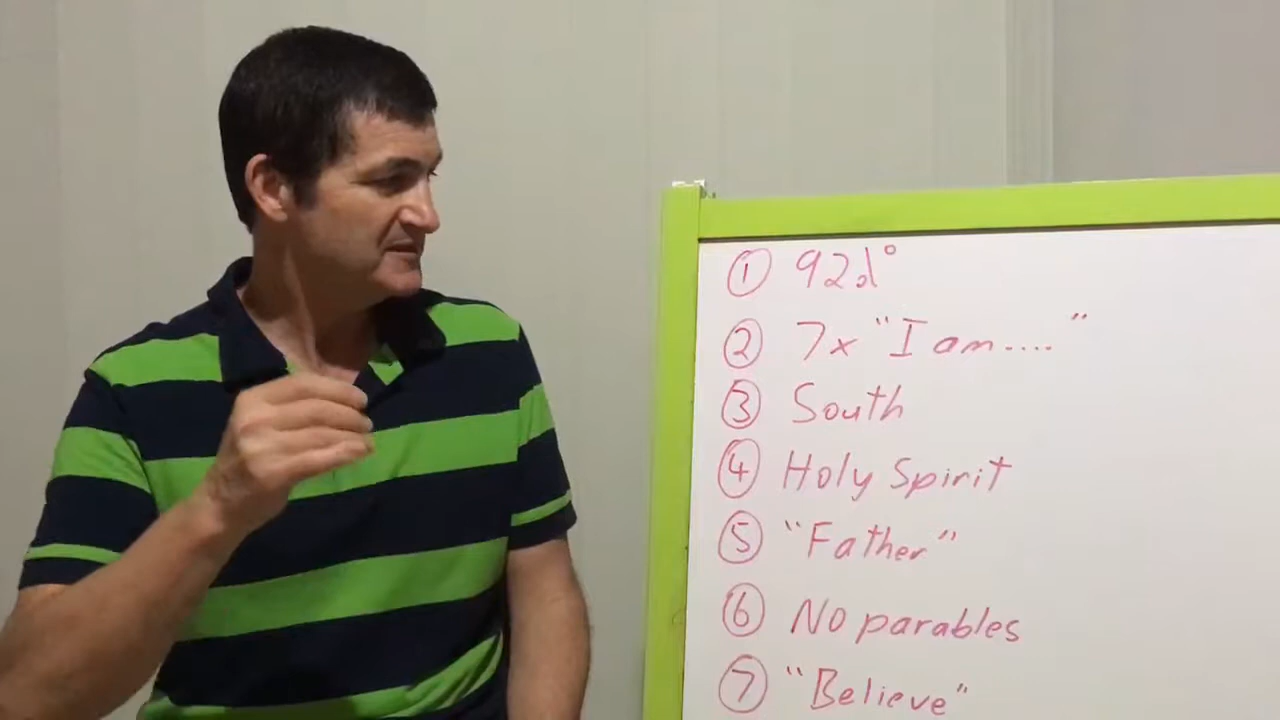 ① 92%
② 7x "I am...."
③ South
④ Holy Spirit
⑤ "Father"
⑥ No parables
⑦ "Believe"